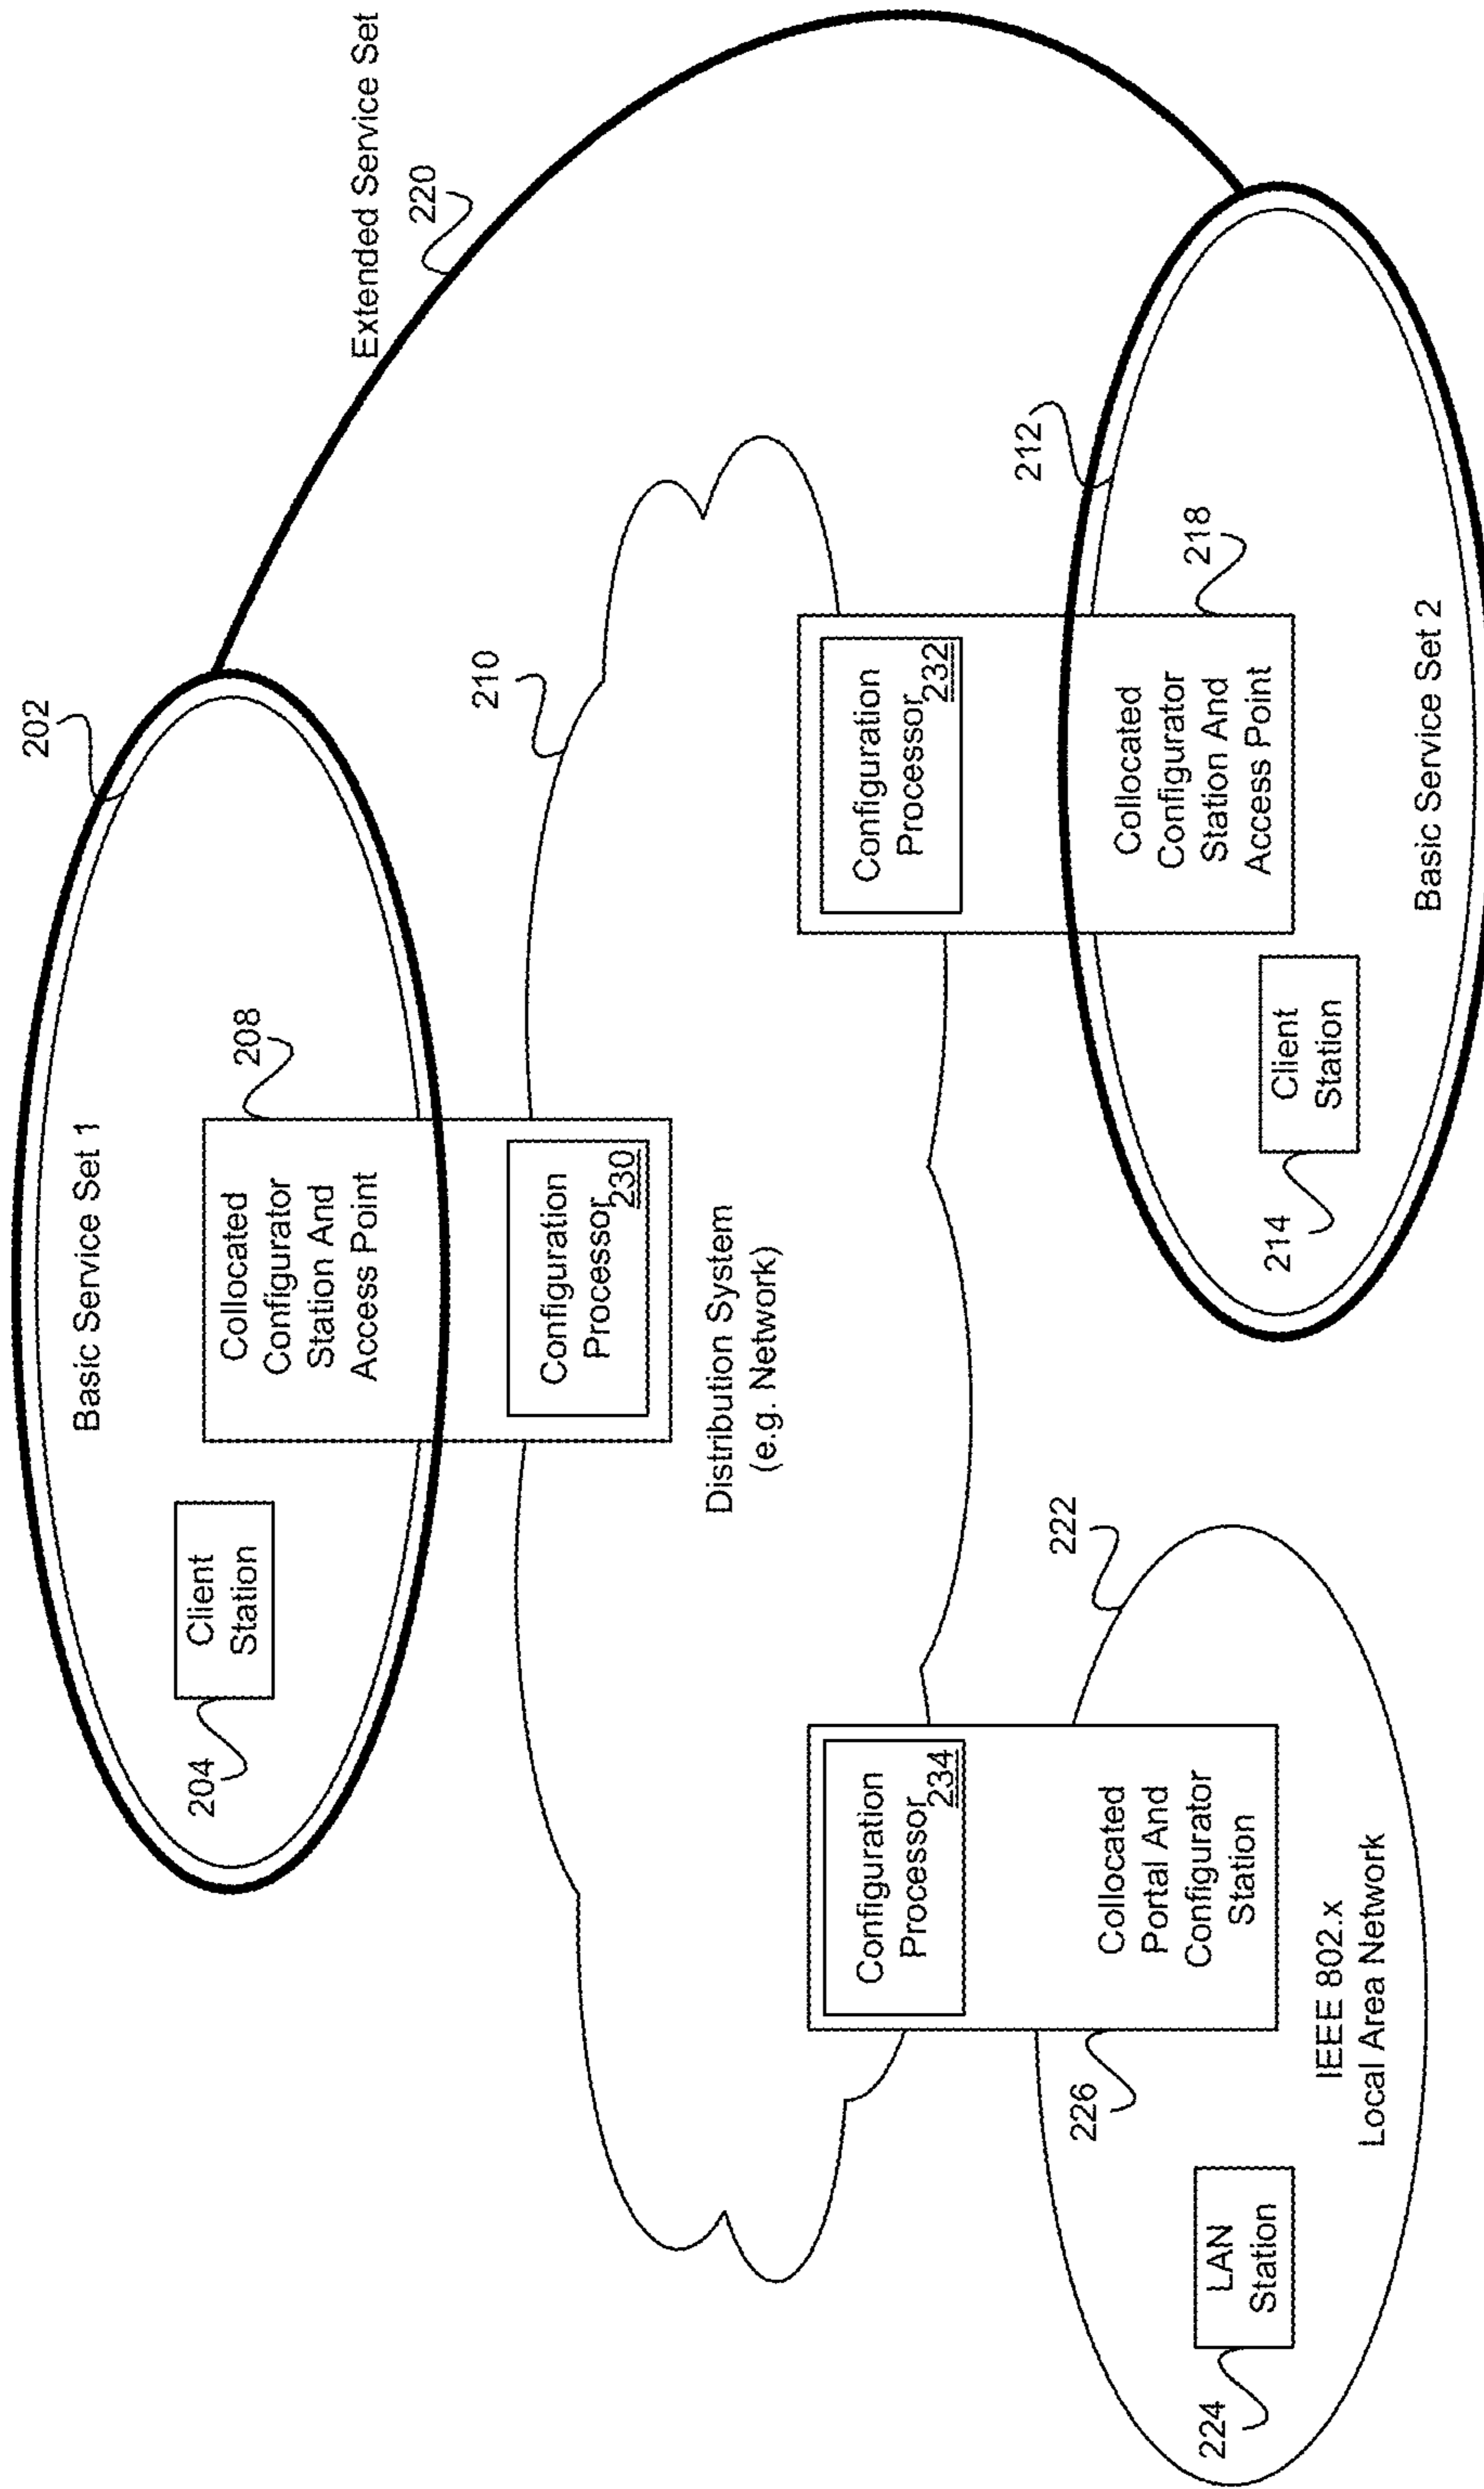 Extended Service Set
220
202
Basic Service Set 1
Client
Station
204
Collocated
Configurator
Station And
Access Point
208
Configuration
Processor
230
210
Distribution System
(e.g. Network)
Configuration
Processor
234
Collocated
Portal And
Configurator
Station
226
222
IEEE 802.x
Local Area Network
LAN
Station
224
Configuration
Processor
232
Collocated
Configurator
Station And
Access Point
218
212
Client
Station
214
Basic Service Set 2